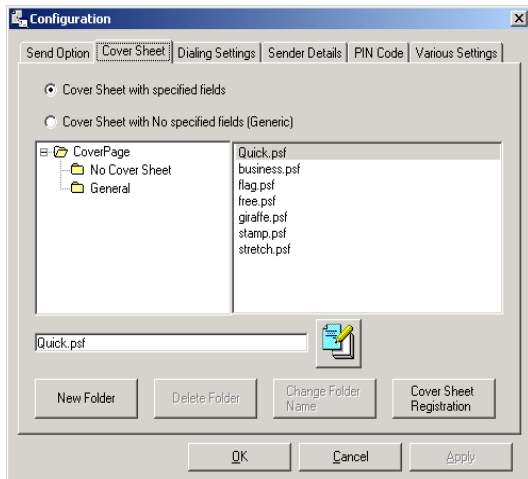 Configuration
Send Option Cover Sheet Dialing Settings Sender Details PIN Code Various Settings
Cover Sheet with specified fields
Cover Sheet with No specified fields (Generic)
CoverPage
No Cover Sheet
General
Quick.psf
business.psf
flag.psf
free.psf
giraffe.psf
stamp.psf
stretch.psf
Quick.psf
New Folder
Delete Folder
Change Folder
Name
Cover Sheet
Registration
OK Cancel Apply